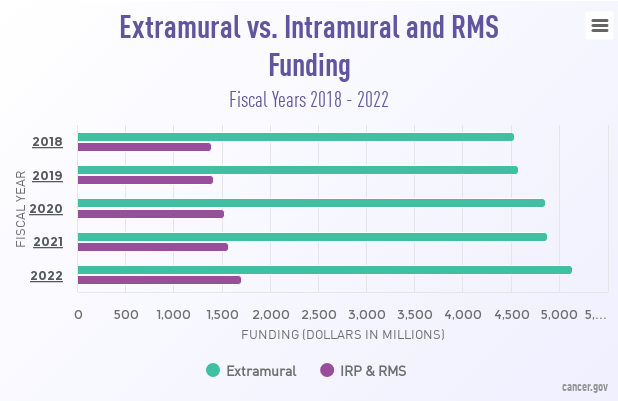 Extramural vs. Intramural and RMS
Funding
Fiscal Years 2018 - 2022
FISCAL YEAR
2018
2019
2020
2021
2022
0 500 1,000 1,500 2,000 2,500 3,000 3,500 4,000 4,500 5,000 5,…
FUNDING (DOLLARS IN MILLIONS)
Extramural IRP & RMS
cancer.gov